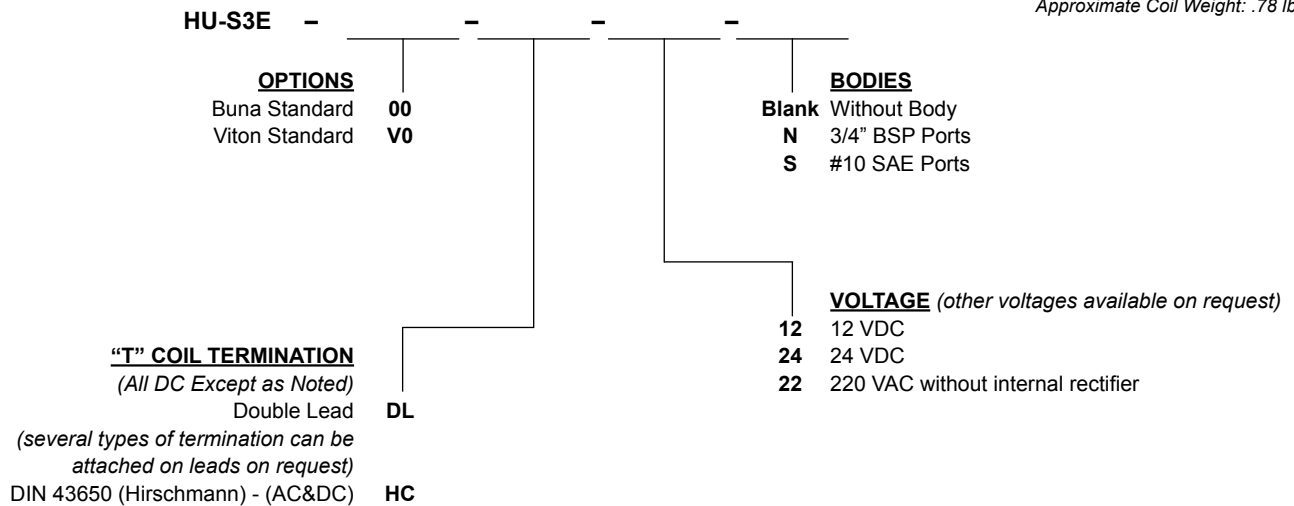 Approximate Coil Weight: .78 lb
HU-S3E – – – –
OPTIONS
Buna Standard 00
Viton Standard V0
BODIES
Blank Without Body
N 3/4” BSP Ports
S #10 SAE Ports
VOLTAGE (other voltages available on request)
12 12 VDC
24 24 VDC
22 220 VAC without internal rectifier
“T” COIL TERMINATION
(All DC Except as Noted)
Double Lead DL
(several types of termination can be
attached on leads on request)
DIN 43650 (Hirschmann) - (AC&DC) HC